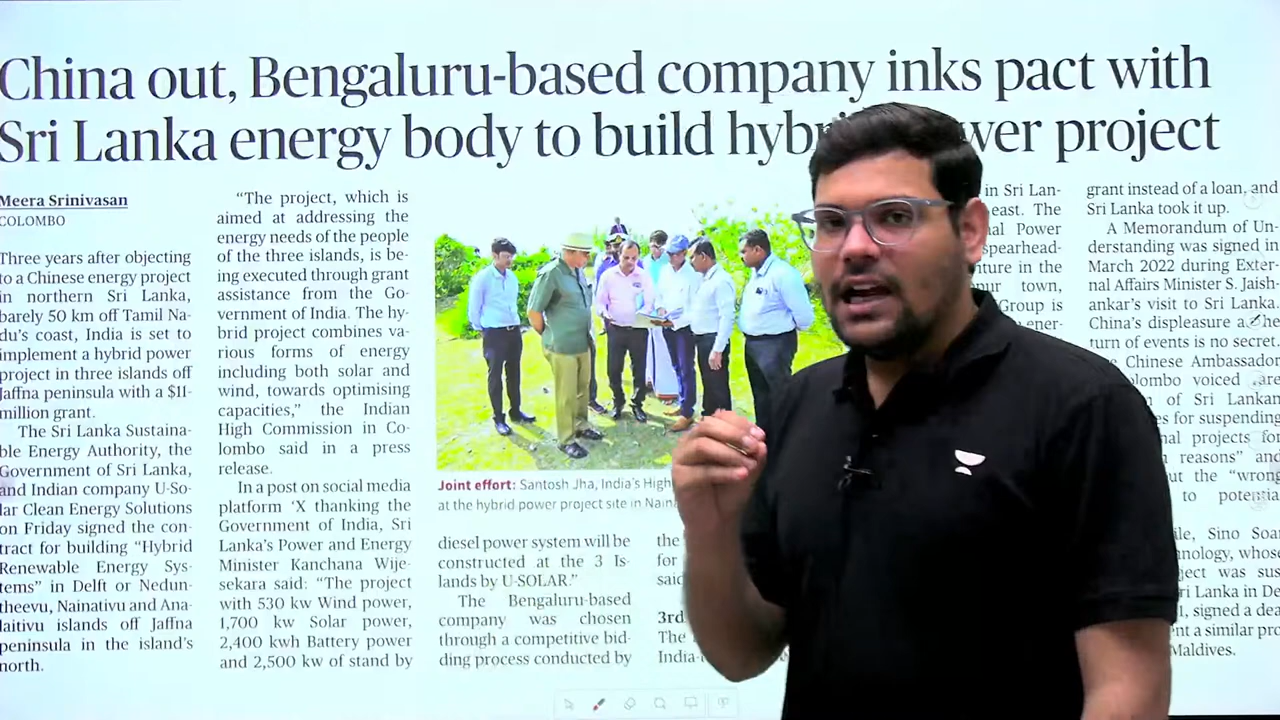 China out, Bengaluru-based company inks pact with
Sri Lanka energy body to build power project
Meera Srinivasan
COLOMBO
Three years after objecting
to a Chinese energy project
in northern Sri Lanka,
barely 50 km off Tamil Na-
du's coast, India is set to
implement a hybrid power
project in three islands off
Jaffna peninsula with a $11-
million grant.
The Sri Lanka Sustaina-
ble Energy Authority, the
Government of Sri Lanka,
and Indian company U-So-
lar Clean Energy Solutions
on Friday signed the con-
tract for building "Hybrid
Renewable Energy Sys-
tems" in Delft or Nedun-
theevu, Nainativu and Ana-
laitivu islands off Jaffna
peninsula in the island's
north.
"The project, which is
aimed at addressing the
energy needs of the people
of the three islands, is be-
ing executed through grant
assistance from the Go-
vernment of India. The hy-
brid project combines va-
rious forms of energy
including both solar and
wind, towards optimising
capacities," the Indian
High Commission in Co-
lombo said in a press
release.
In a post on social media
platform 'X thanking the
Government of India, Sri
Lanka's Power and Energy
Minister Kanchana Wije-
sekara said: "The project
with 530 kw Wind power,
1,700 kw Solar power,
2,400 kwh Battery power
and 2,500 kw of stand by
Joint effort: Santosh Jha, India's High
at the hybrid power project site in
diesel power system will be
constructed at the 3 Is-
lands by U-SOLAR."
The Bengaluru-based
company was chosen
through a competitive bid-
ding process conducted by
the
for
said
3rd
The
India-
in Sri Lan-
east. The
Power
spearhead-
in the
town,
Group is
grant instead of a loan, and
Sri Lanka took it up.
A Memorandum of Un-
derstanding was signed in
March 2022 during Exter-
nal Affairs Minister S. Jaish-
ankar's visit to Sri Lanka.
China's displeasure at the
turn of events is no secret.
Chinese Ambassador
voiced rare
of Sri Lankan
for suspending
projects for
reasons" and
the "wrong
to
Sino Soar
whose
was sus
Lanka in De
signed a dea
a similar pro
Maldives.